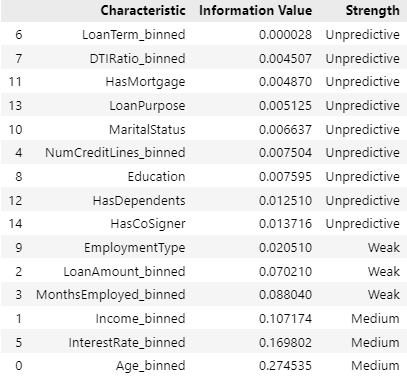 Characteristic Information Value Strength
6 LoanTerm_binned 0.000028 Unpredictive
7 DTIRatio_binned 0.004507 Unpredictive
11 HasMortgage 0.004870 Unpredictive
13 LoanPurpose 0.005125 Unpredictive
10 MaritalStatus 0.006637 Unpredictive
4 NumCreditLines_binned 0.007504 Unpredictive
8 Education 0.007595 Unpredictive
12 HasDependents 0.012510 Unpredictive
14 HasCoSigner 0.013716 Unpredictive
9 EmploymentType 0.020510 Weak
2 LoanAmount_binned 0.070210 Weak
3 MonthsEmployed_binned 0.088040 Weak
1 Income_binned 0.107174 Medium
5 InterestRate_binned 0.169802 Medium
0 Age_binned 0.274535 Medium